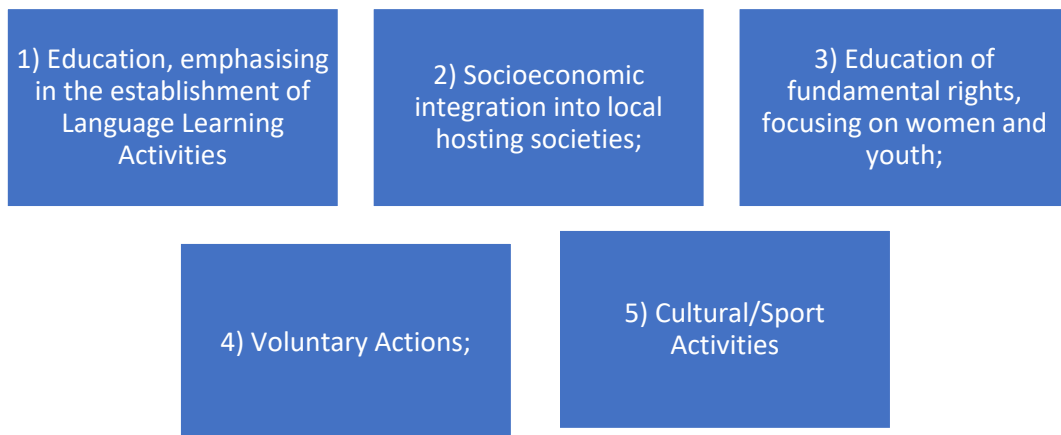 1) Education, emphasising
in the establishment of
Language Learning
Activities
2) Socioeconomic
integration into local
hosting societies;
3) Education of
fundamental rights,
focusing on women and
youth;
4) Voluntary Actions;
5) Cultural/Sport
Activities